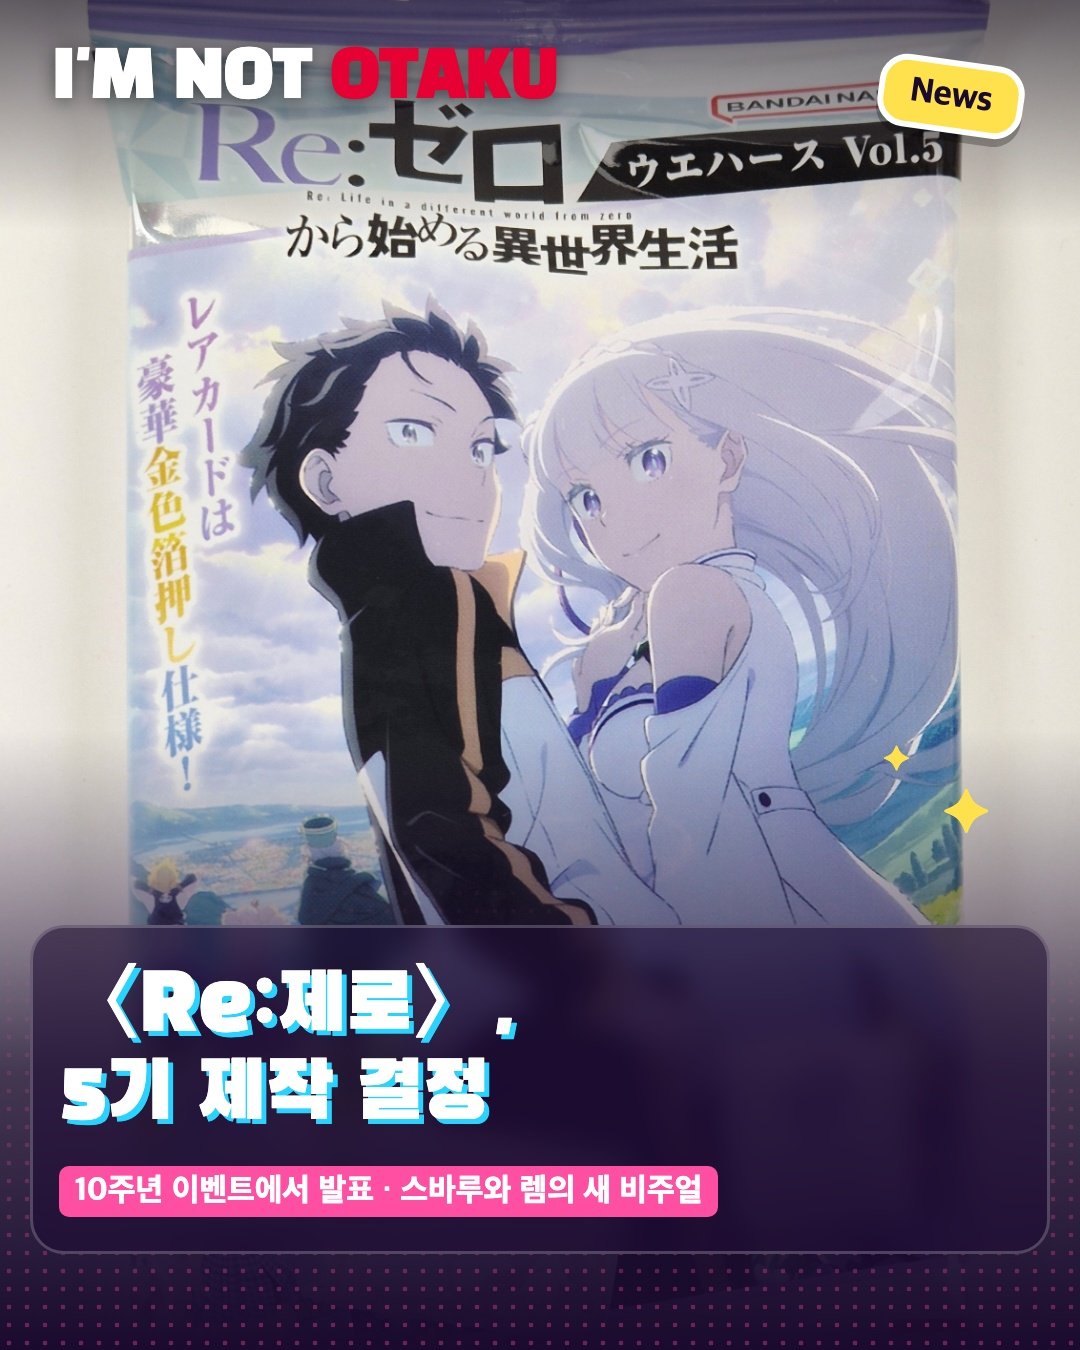 I'M NOT OTAKU
News
BANDAI NA
Re:ゼロ
ウエハース Vol.5
Re: Life in a different world from zero
から始める異世界生活
レアカードは
豪華金色箔押し仕様!
〈Re:제로〉,
5기 제작 결정
10주년 이벤트에서 발표 · 스바루와 렘의 새 비주얼